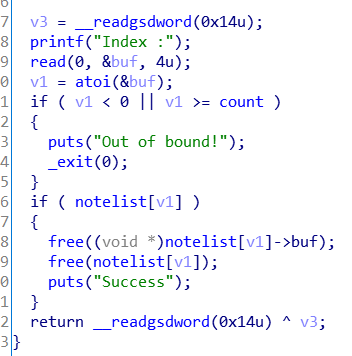 6
7 v3 = __readgsdword(0x14u);
8 printf("Index :");
9 read(0, &buf, 4u);
0 v1 = atoi(&buf);
1 if ( v1 < 0 || v1 >= count )
2 {
3 puts("Out of bound!");
4 _exit(0);
5 }
6 if ( notelist[v1] )
7 {
8 free((void *)notelist[v1]->buf);
9 free(notelist[v1]);
0 puts("Success");
1 }
2 return __readgsdword(0x14u) ^ v3;
3 }